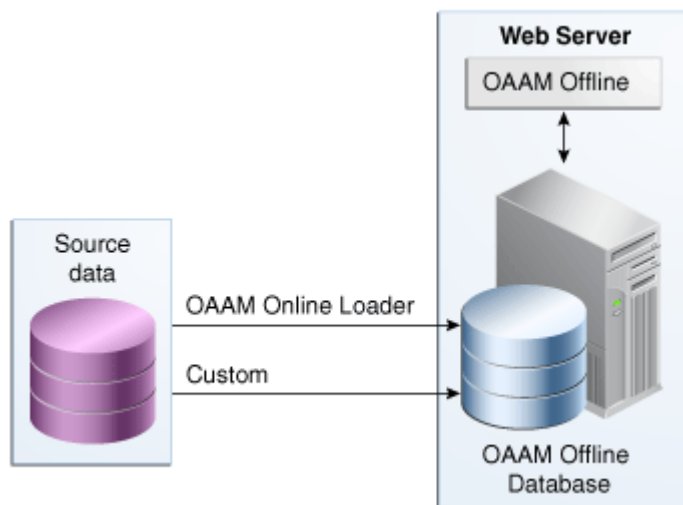 Web Server
OAAM Offline
Source
data
OAAM Online Loader
Custom
OAAM Offline
Database